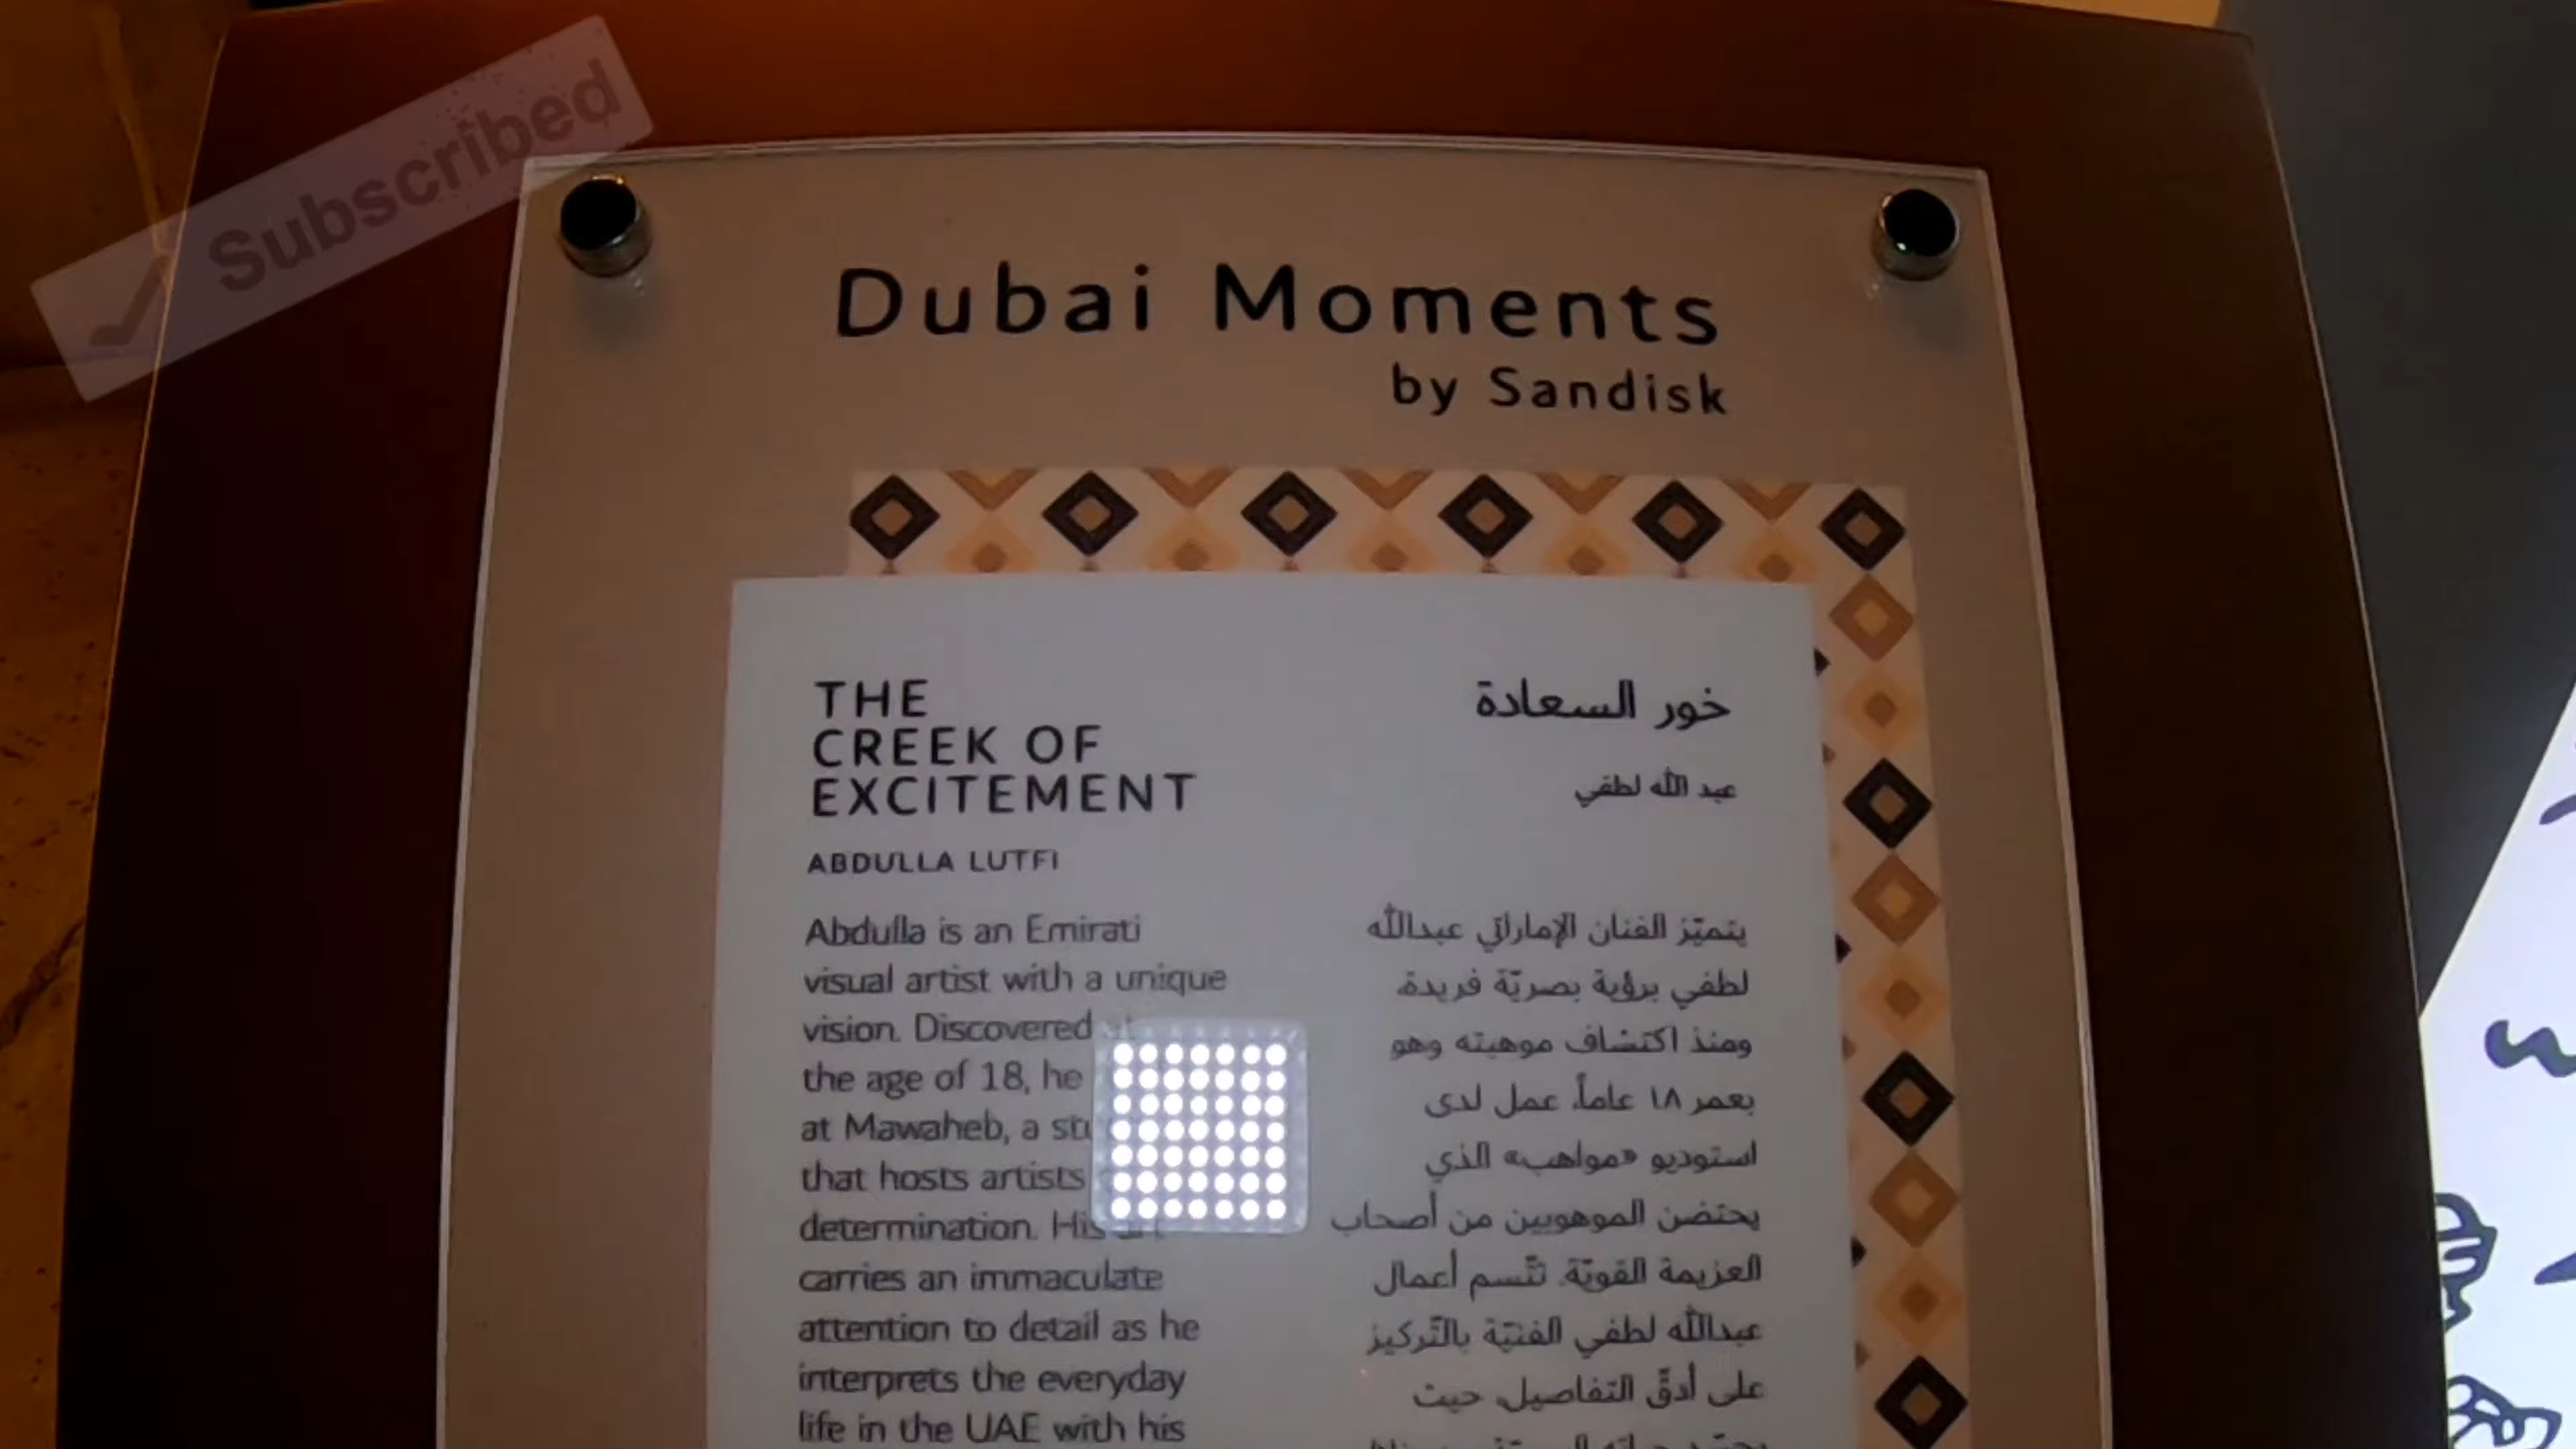 Subscribed
Dubai Moments
by Sandisk
THE
CREEK OF
EXCITEMENT
ABDULLA LUTFI
Abdulla is an Emirati
visual artist with a unique
vision. Discovered at
the age of 18, he
at Mawaheb, a
that hosts artists
determination. His art
carries an immaculate
attention to detail as he
interprets the everyday
life in the UAE with his
خور السعادة
عبد الله لطفي
يتميّز الفنان الإماراتي عبدالله
لطفي برؤية بصريّة فريدة،
ومنذ اكتشاف موهبته وهو
بعمر ١٨ عاماً، عمل لدى
استوديو «مواهب» الذي
يحتضن الموهوبين من أصحاب
العزيمة القويّة. تتّسم أعمال
عبدالله لطفي الفنيّة بالتّركيز
على أدقّ التفاصيل، حيث